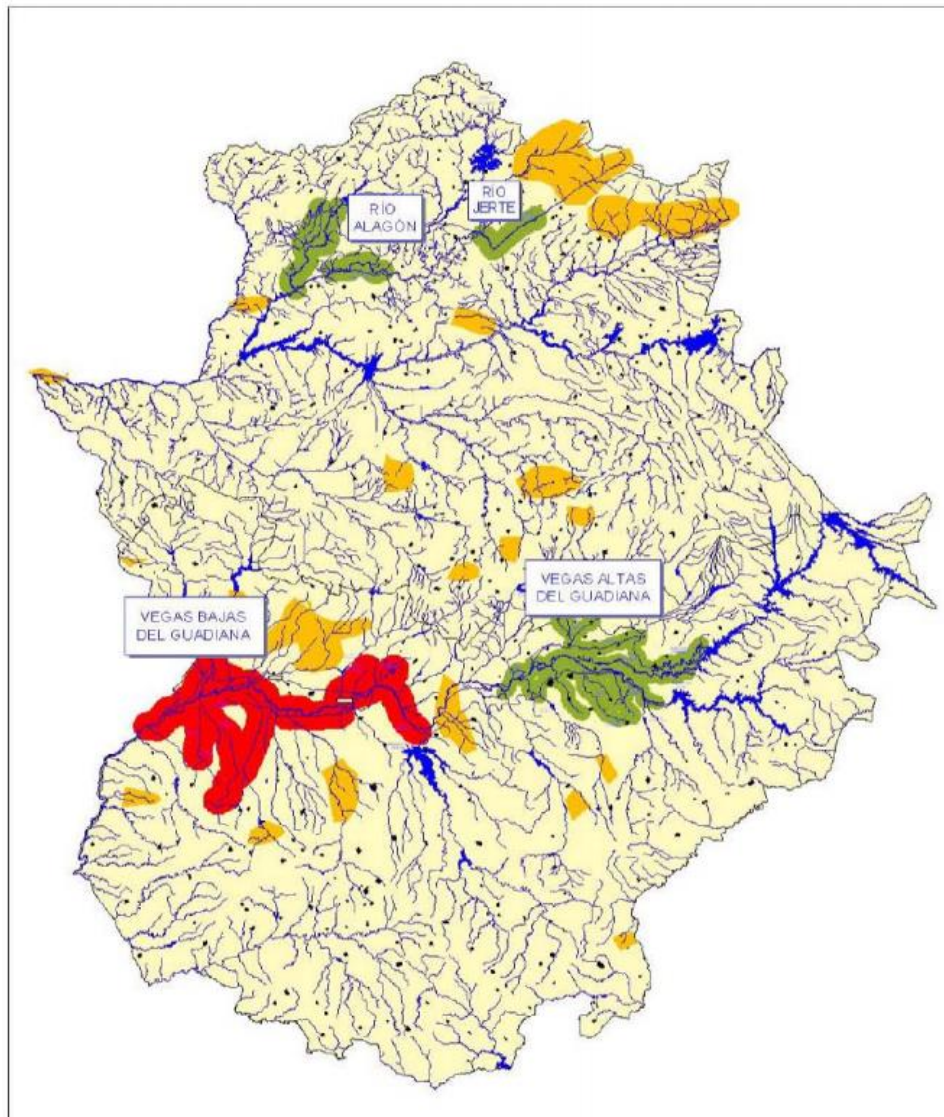 RÍO
ALAGÓN
RÍO
JERTE
VEGAS ALTAS
DEL GUADIANA
VEGAS BAJAS
DEL GUADIANA